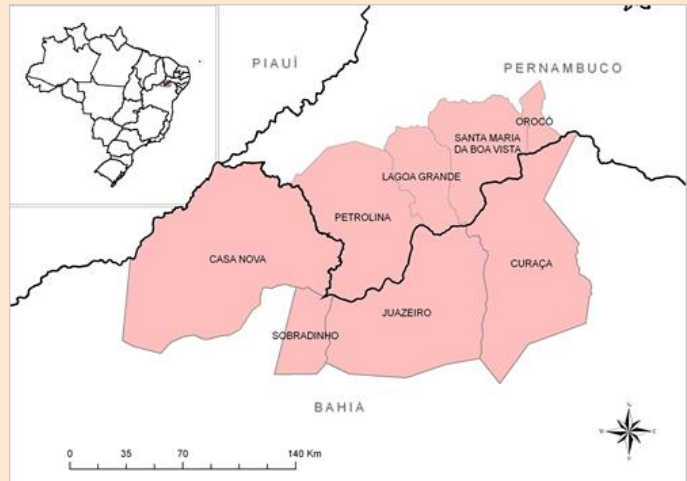 PIAUÍ
PERNAMBUCO
OROCÓ
SANTA MARIA
DA BOA VISTA
LAGOA GRANDE
PETROLINA
CASA NOVA
CURAÇA
JUAZEIRO
SOBRADINHO
BAHIA
0 35 70 140 Km
N
W E
S